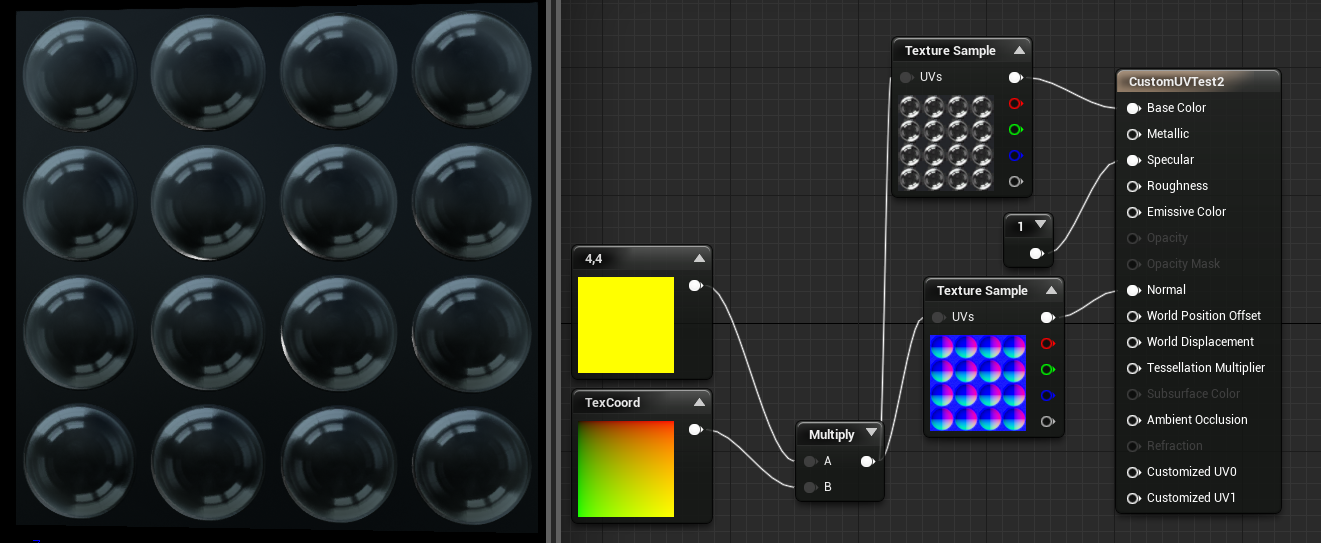 Texture Sample
UVs
1
4,4
TexCoord
Multiply
A
B
Texture Sample
UVs
CustomUVTest2
Base Color
Metallic
Specular
Roughness
Emissive Color
Opacity
Opacity Mask
Normal
World Position Offset
World Displacement
Tessellation Multiplier
Subsurface Color
Ambient Occlusion
Refraction
Customized UV0
Customized UV1